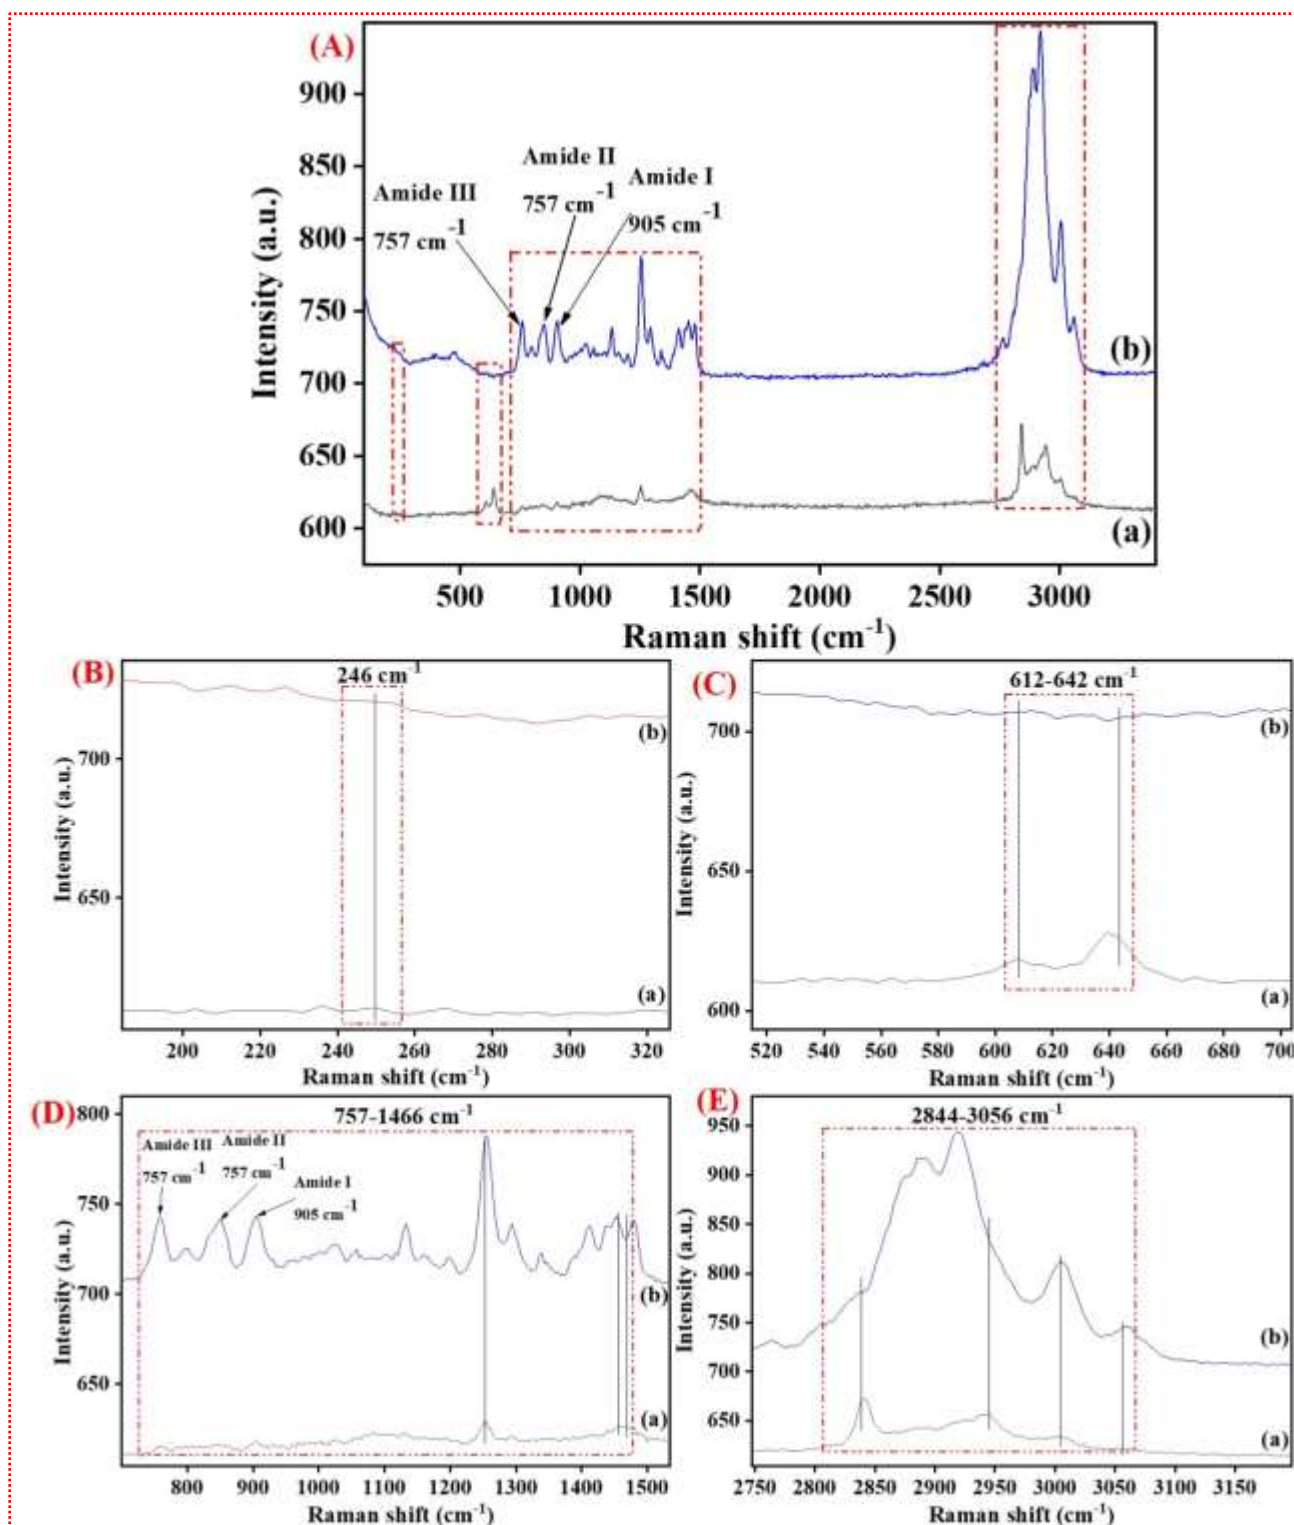 (A)
900
850
800
750
700
650
600
Intensity (a.u.)
Amide III
757 cm-1
Amide II
757 cm-1
Amide I
905 cm-1
(b)
(a)
500 1000 1500 2000 2500 3000
Raman shift (cm-1)
(B)
246 cm-1
700
650
Intensity (a.u.)
(b)
(a)
200 220 240 260 280 300 320
Raman shift (cm-1)
(C)
612-642 cm-1
700
650
600
Intensity (a.u.)
(b)
(a)
520 540 560 580 600 620 640 660 680 700
Raman shift (cm-1)
(D)
757-1466 cm-1
800
750
700
650
Intensity (a.u.)
Amide III
757 cm-1
Amide II
757 cm-1
Amide I
905 cm-1
(b)
(a)
800 900 1000 1100 1200 1300 1400 1500
Raman shift (cm-1)
(E)
2844-3056 cm-1
950
900
850
800
750
700
650
Intensity (a.u.)
(b)
(a)
2750 2800 2850 2900 2950 3000 3050 3100 3150
Raman shift (cm-1)